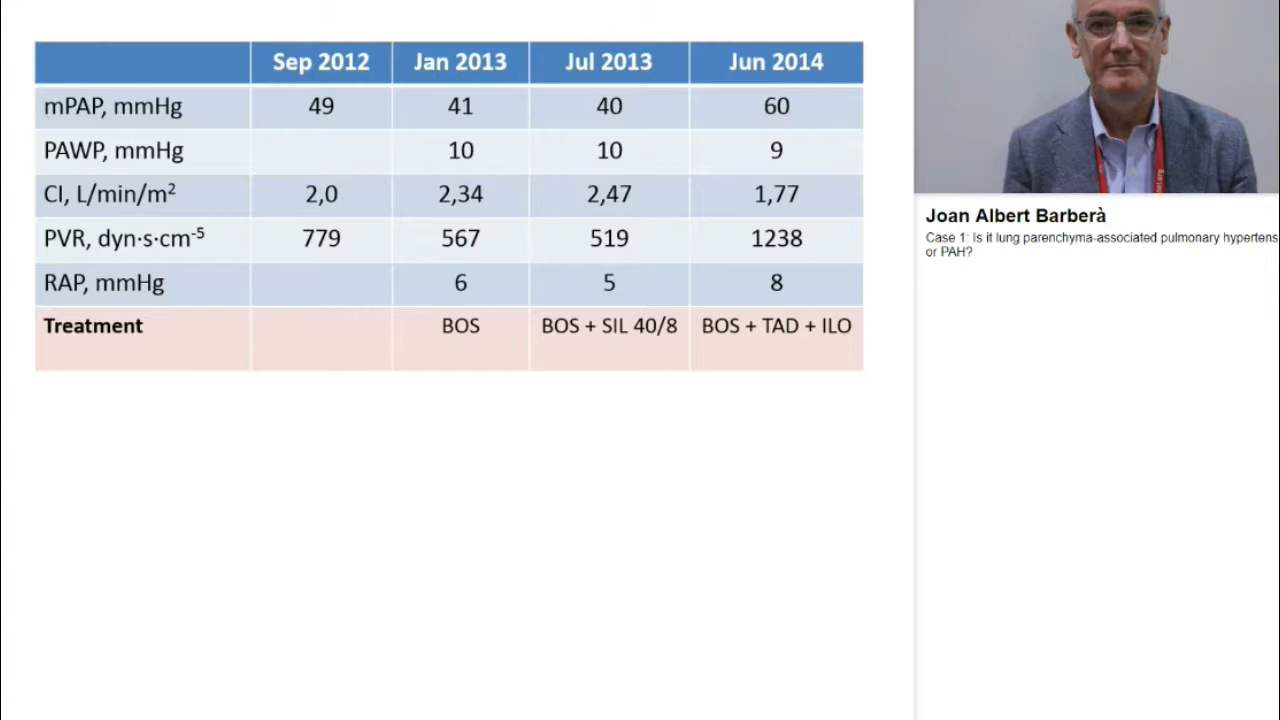 Sep 2012 Jan 2013 Jul 2013 Jun 2014
mPAP, mmHg 49 41 40 60
PAWP, mmHg 10 10 9
CI, L/min/m² 2,0 2,34 2,47 1,77
PVR, dyn·s·cm⁻⁵ 779 567 519 1238
RAP, mmHg 6 5 8
Treatment BOS BOS + SIL 40/8 BOS + TAD + ILO
Joan Albert Barberà
Case 1: Is it lung parenchyma-associated pulmonary hypertens
or PAH?